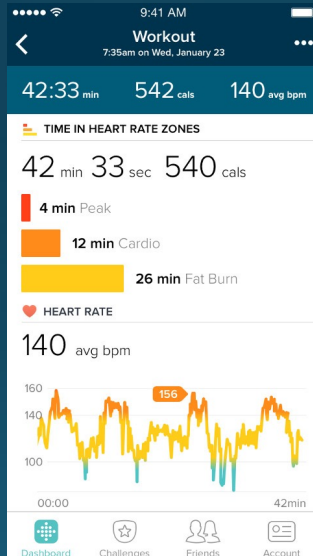 9:41 AM
Workout
7:35am on Wed, January 23
42:33 min 542 cals 140 avg bpm
TIME IN HEART RATE ZONES
42 min 33 sec 540 cals
4 min Peak
12 min Cardio
26 min Fat Burn
HEART RATE
140 avg bpm
160
156
140
100
00:00 42min
Dashboard Challenges Friends Account